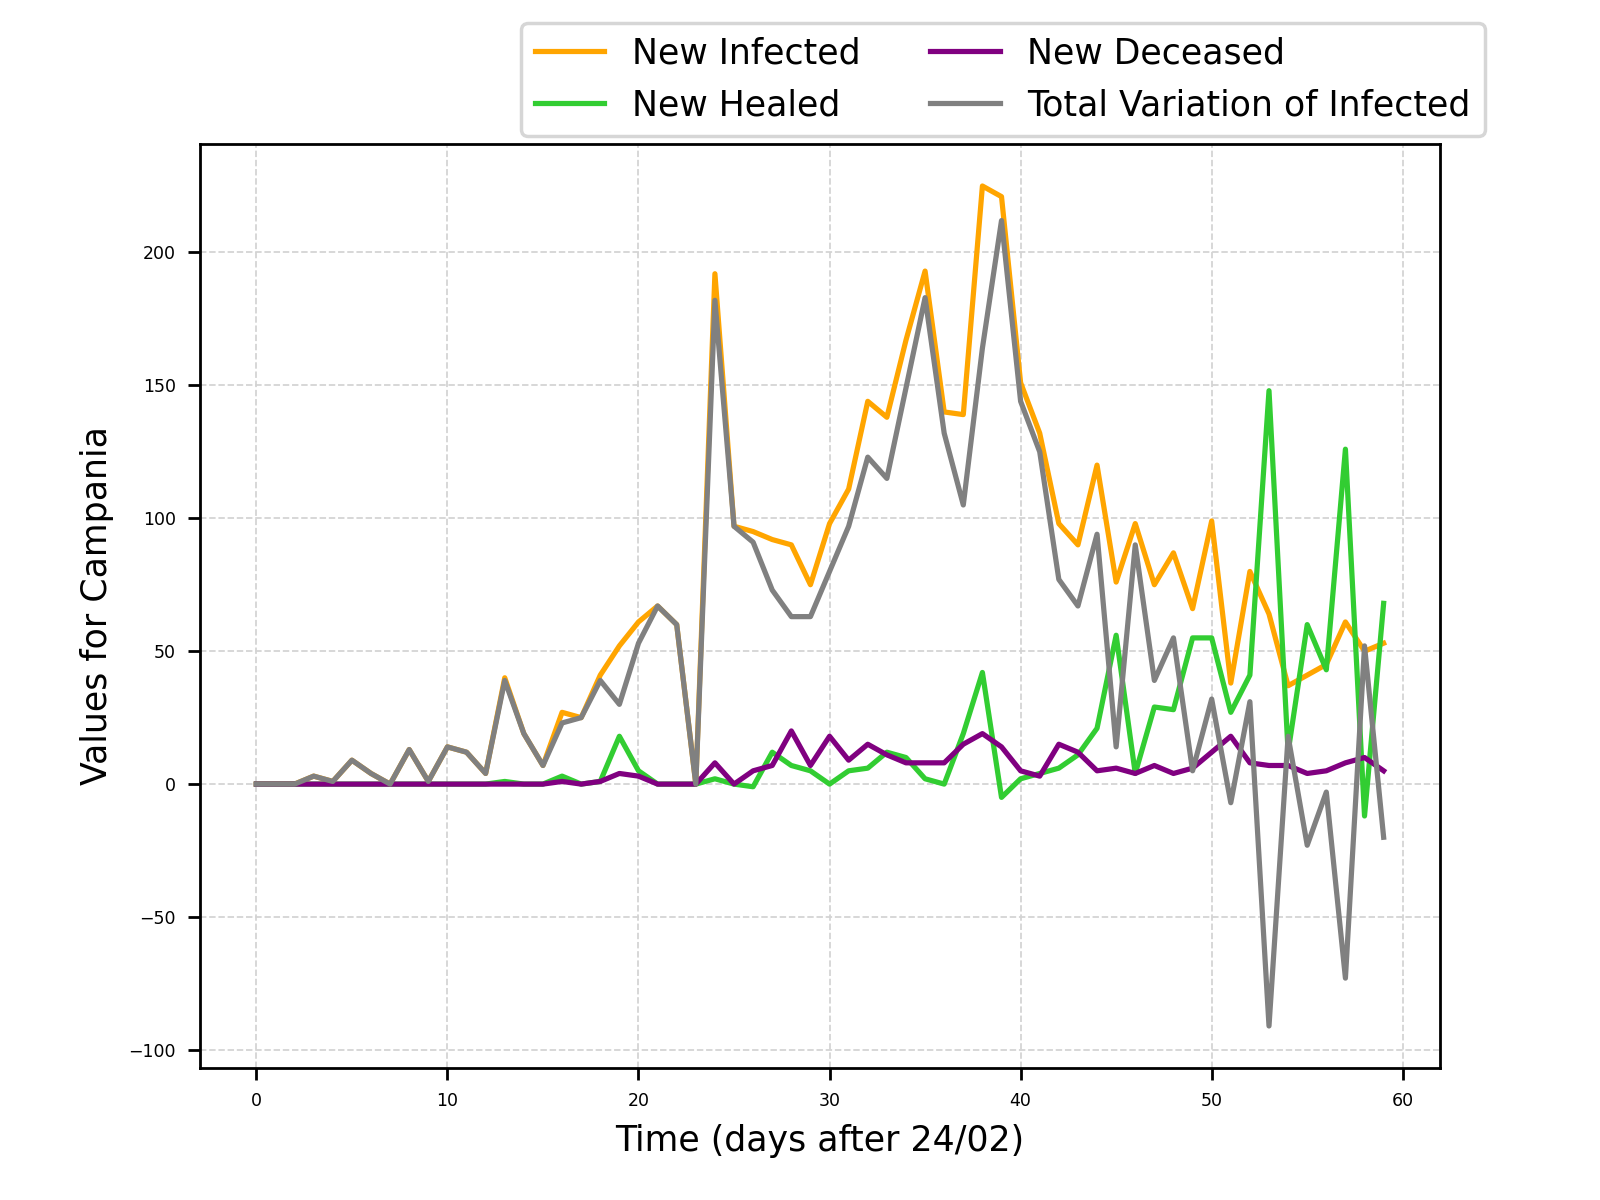 New Infected
New Healed
New Deceased
Total Variation of Infected
Values for Campania
200
150
100
50
0
−50
−100
0 10 20 30 40 50 60
Time (days after 24/02)